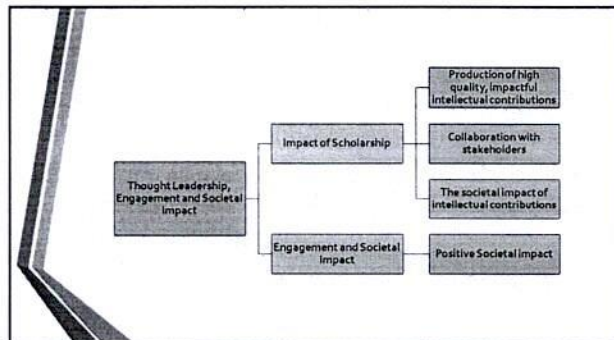 Production of high
quality, impactful
intellectual contributions
Impact of Scholarship
Collaboration with
stakeholders
Thought Leadership,
Engagement and Societal
Impact
The societal impact of
intellectual contributions
Engagement and Societal
Impact
Positive Societal impact